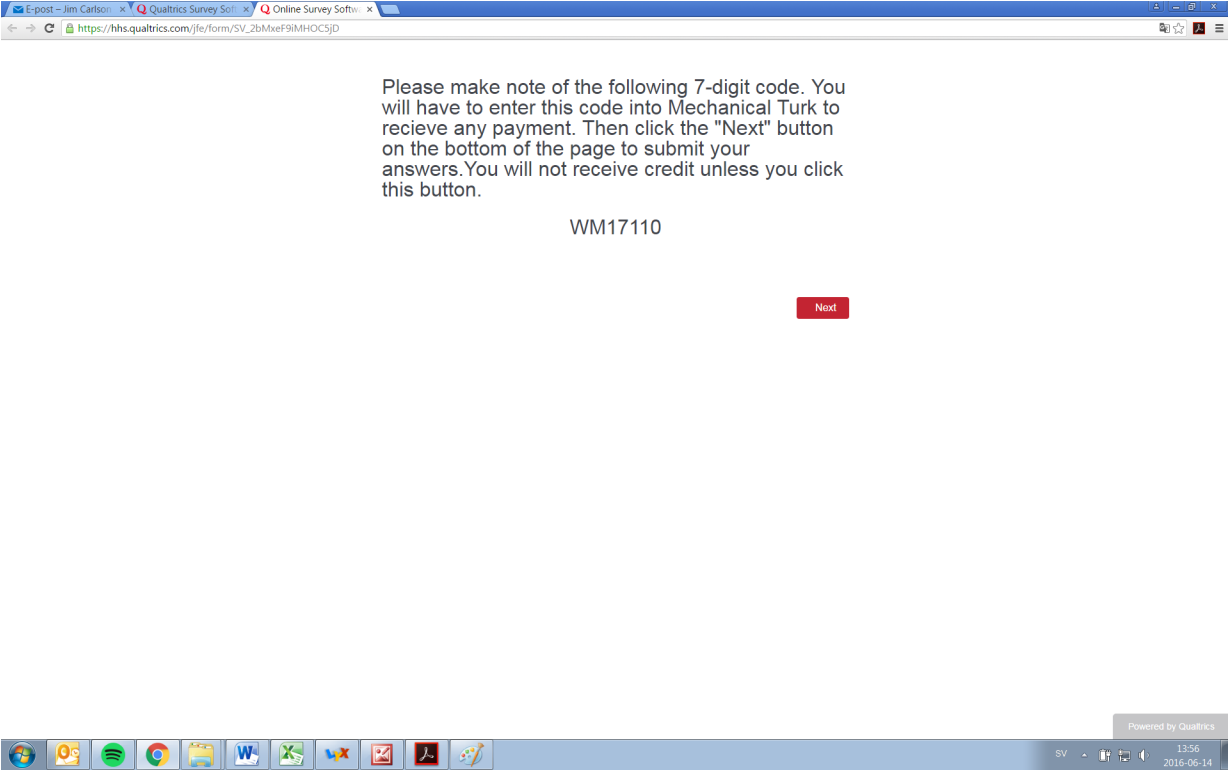 E-post – Jim Carlson
Qualtrics Survey Soft
Online Survey Softwa
https://hhs.qualtrics.com/jfe/form/SV_2bMxeF9iMHOC5jD
Please make note of the following 7-digit code. You
will have to enter this code into Mechanical Turk to
recieve any payment. Then click the "Next" button
on the bottom of the page to submit your
answers.You will not receive credit unless you click
this button.
WM17110
Next
Powered by Qualtrics
SV
13:56
2016-06-14